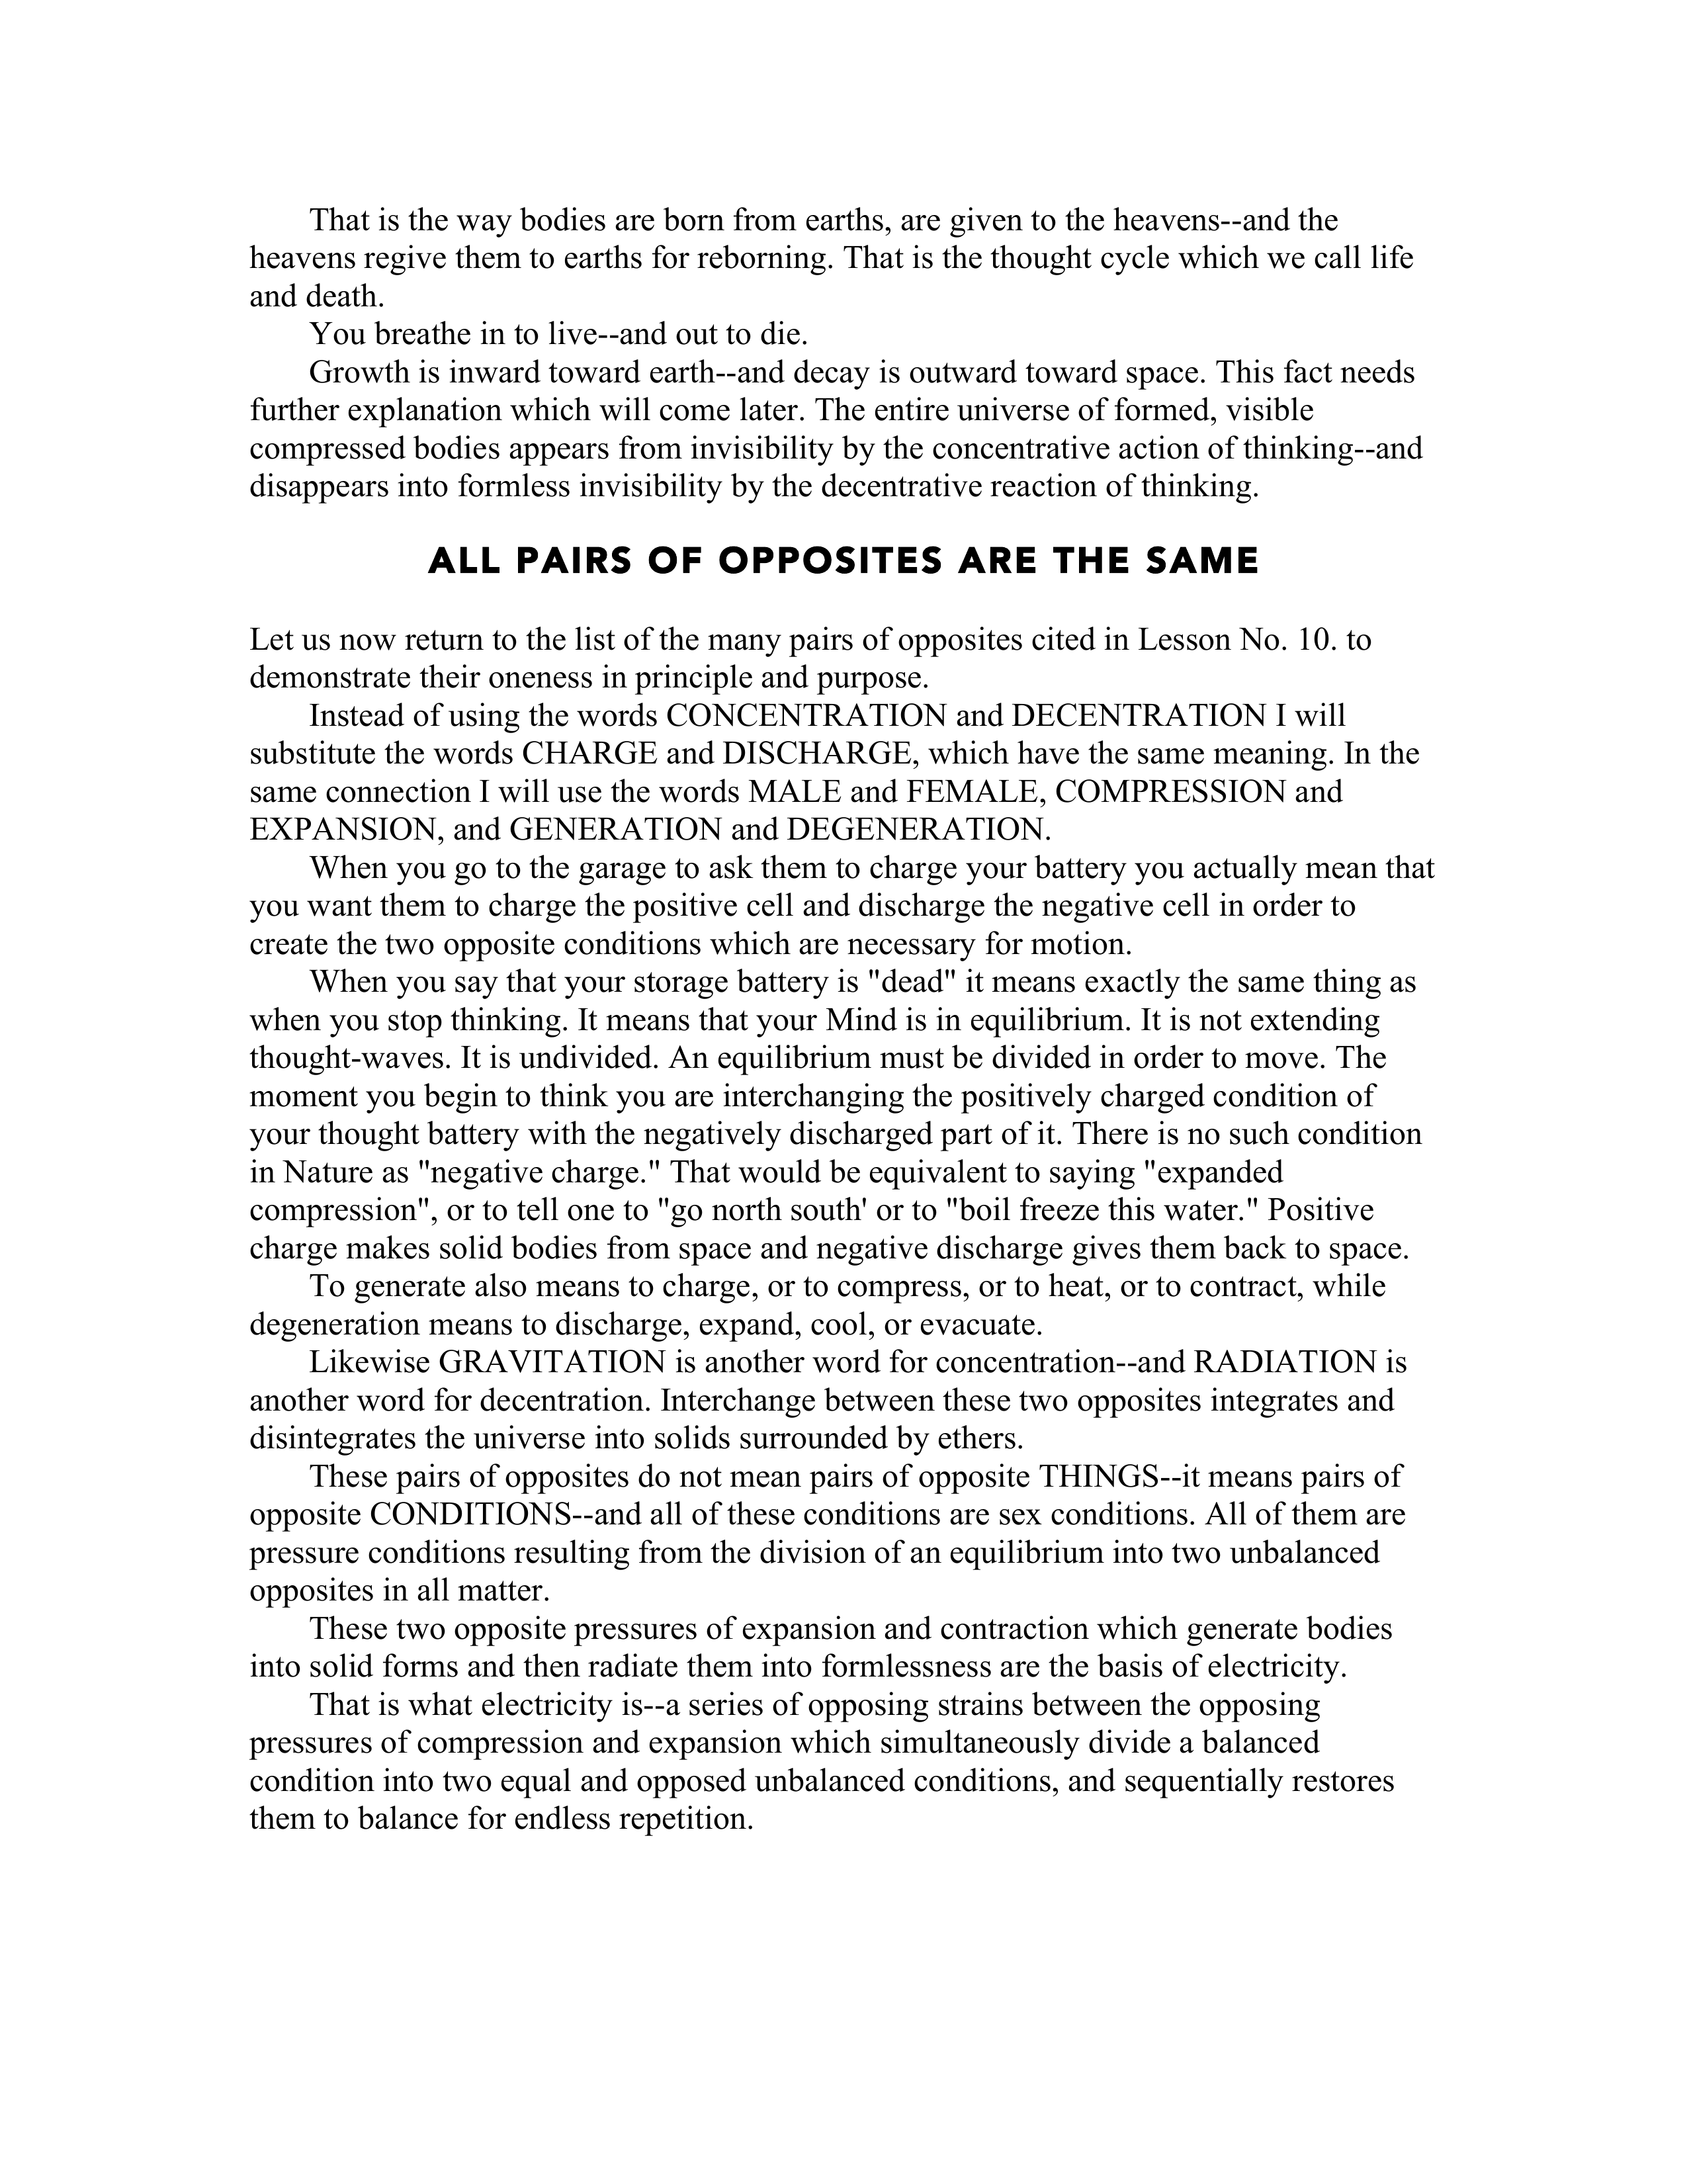 That is the way bodies are born from earths, are given to the heavens--and the
heavens regive them to earths for reborning. That is the thought cycle which we call life
and death.
You breathe in to live--and out to die.
Growth is inward toward earth--and decay is outward toward space. This fact needs
further explanation which will come later. The entire universe of formed, visible
compressed bodies appears from invisibility by the concentrative action of thinking--and
disappears into formless invisibility by the decentrative reaction of thinking.
ALL PAIRS OF OPPOSITES ARE THE SAME
Let us now return to the list of the many pairs of opposites cited in Lesson No. 10. to
demonstrate their oneness in principle and purpose.
Instead of using the words CONCENTRATION and DECENTRATION I will
substitute the words CHARGE and DISCHARGE, which have the same meaning. In the
same connection I will use the words MALE and FEMALE, COMPRESSION and
EXPANSION, and GENERATION and DEGENERATION.
When you go to the garage to ask them to charge your battery you actually mean that
you want them to charge the positive cell and discharge the negative cell in order to
create the two opposite conditions which are necessary for motion.
When you say that your storage battery is "dead" it means exactly the same thing as
when you stop thinking. It means that your Mind is in equilibrium. It is not extending
thought-waves. It is undivided. An equilibrium must be divided in order to move. The
moment you begin to think you are interchanging the positively charged condition of
your thought battery with the negatively discharged part of it. There is no such condition
in Nature as "negative charge." That would be equivalent to saying "expanded
compression", or to tell one to "go north south' or to "boil freeze this water." Positive
charge makes solid bodies from space and negative discharge gives them back to space.
To generate also means to charge, or to compress, or to heat, or to contract, while
degeneration means to discharge, expand, cool, or evacuate.
Likewise GRAVITATION is another word for concentration--and RADIATION is
another word for decentration. Interchange between these two opposites integrates and
disintegrates the universe into solids surrounded by ethers.
These pairs of opposites do not mean pairs of opposite THINGS--it means pairs of
opposite CONDITIONS--and all of these conditions are sex conditions. All of them are
pressure conditions resulting from the division of an equilibrium into two unbalanced
opposites in all matter.
These two opposite pressures of expansion and contraction which generate bodies
into solid forms and then radiate them into formlessness are the basis of electricity.
That is what electricity is--a series of opposing strains between the opposing
pressures of compression and expansion which simultaneously divide a balanced
condition into two equal and opposed unbalanced conditions, and sequentially restores
them to balance for endless repetition.